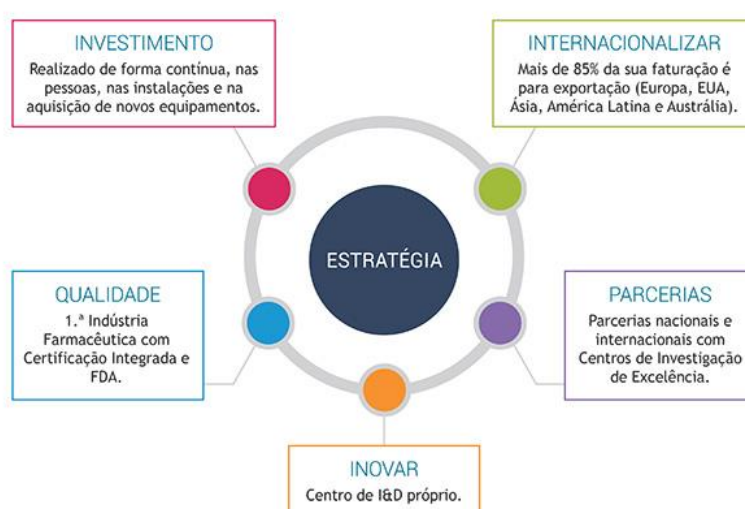 INVESTIMENTO
Realizado de forma contínua, nas
pessoas, nas instalações e na
aquisição de novos equipamentos.
INTERNACIONALIZAR
Mais de 85% da sua faturação é
para exportação (Europa, EUA,
Ásia, América Latina e Austrália).
ESTRATÉGIA
QUALIDADE
1.ª Indústria
Farmacêutica com
Certificação Integrada e
FDA.
PARCERIAS
Parcerias nacionais e
internacionais com
Centros de Investigação
de Excelência.
INOVAR
Centro de I&D próprio.